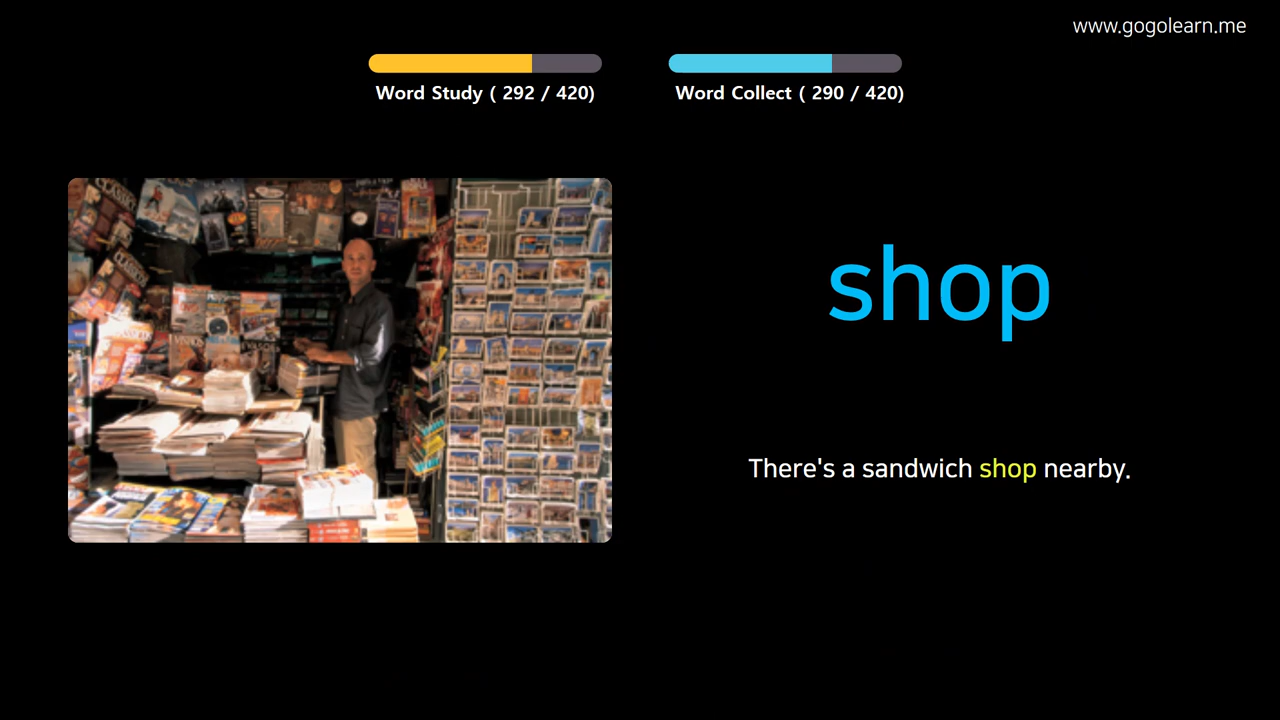 www.gogolearn.me
Word Study ( 292 / 420)
Word Collect ( 290 / 420)
shop
There's a sandwich shop nearby.